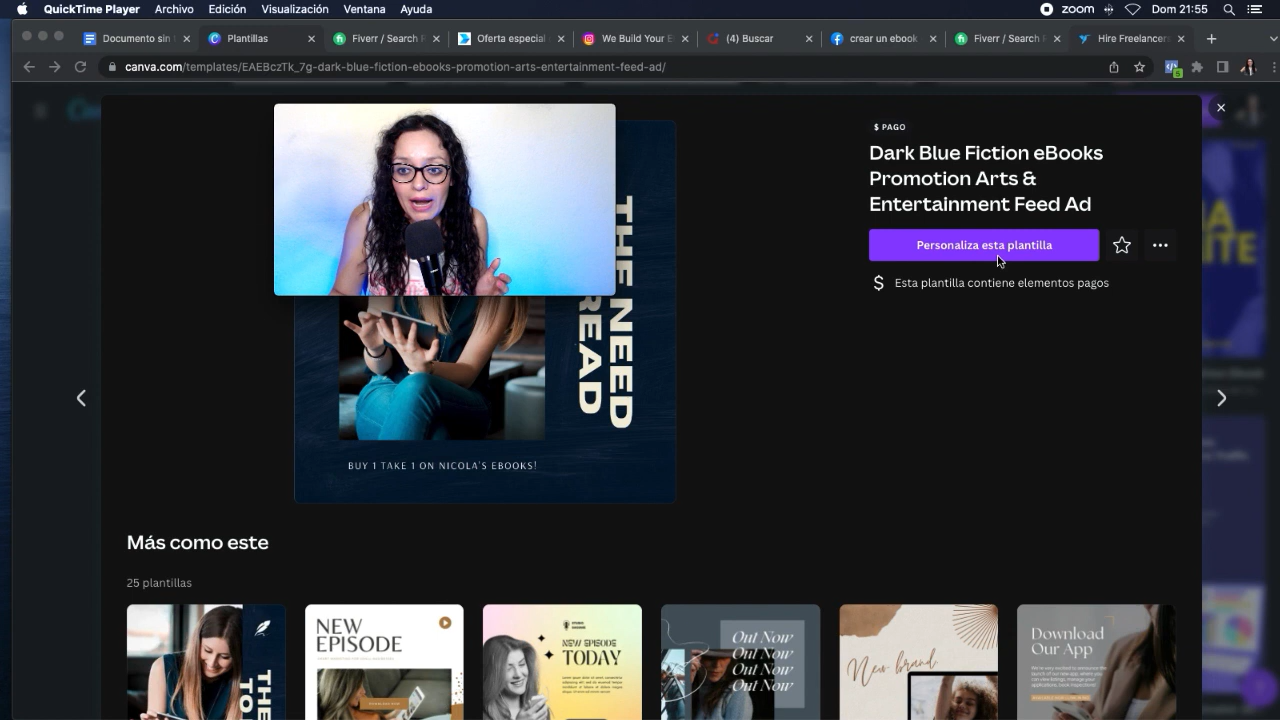 QuickTime Player Archivo Edición Visualización Ventana Ayuda zoom Dom 21:55
Documento sin t Plantillas Fiverr / Search R Oferta especial We Build Your E (4) Buscar crear un ebook Fiverr / Search Hire Freelancers
canva.com/templates/EAEBczTk_7g-dark-blue-fiction-ebooks-promotion-arts-entertainment-feed-ad/
$ PAGO
Dark Blue Fiction eBooks
Promotion Arts &
Entertainment Feed Ad
Personaliza esta plantilla
Esta plantilla contiene elementos pagos
THE NEED
READ
BUY 1 TAKE 1 ON NICOLA'S EBOOKS!
Más como este
25 plantillas
NEW
EPISODE
NEW EPISODE
TODAY
Out Now
Out Now
Out Now
Out Now
New brand
Download
Our App
THE